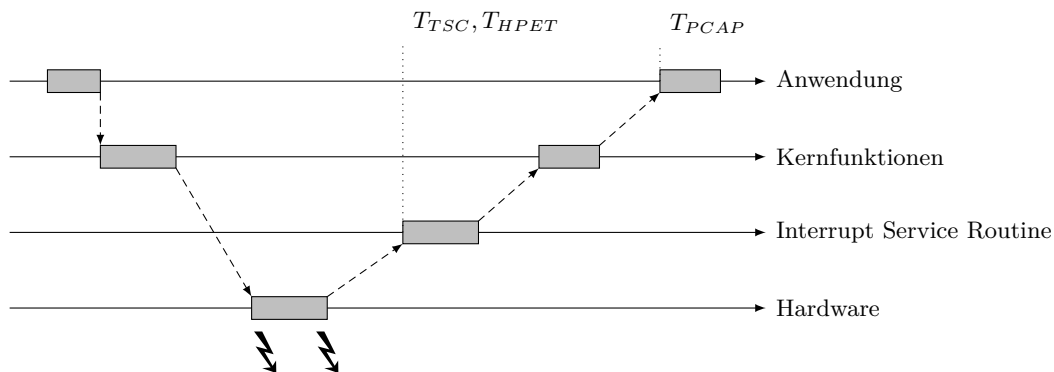 T_{TSC}, T_{HPET}
T_{PCAP}
Anwendung
Kernfunktionen
Interrupt Service Routine
Hardware